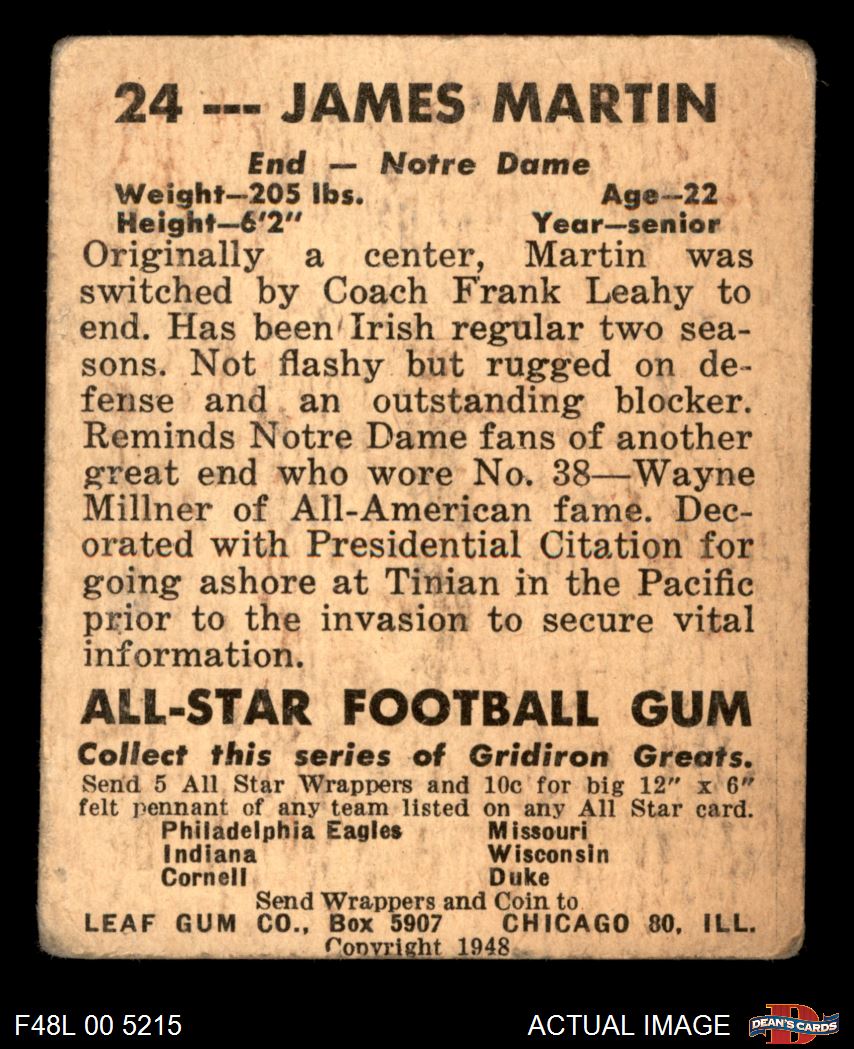 24 --- JAMES MARTIN
End — Notre Dame
Weight—205 lbs. Age—22
Height—6'2" Year—senior
Originally a center, Martin was
switched by Coach Frank Leahy to
end. Has been Irish regular two sea-
sons. Not flashy but rugged on de-
fense and an outstanding blocker.
Reminds Notre Dame fans of another
great end who wore No. 38—Wayne
Millner of All-American fame. Dec-
orated with Presidential Citation for
going ashore at Tinian in the Pacific
prior to the invasion to secure vital
information.
ALL-STAR FOOTBALL GUM
Collect this series of Gridiron Greats.
Send 5 All Star Wrappers and 10c for big 12" x 6"
felt pennant of any team listed on any All Star card.
Philadelphia Eagles Missouri
Indiana Wisconsin
Cornell Duke
Send Wrappers and Coin to
LEAF GUM CO., Box 5907 CHICAGO 80, ILL.
Copyright 1948
F48L 00 5215 ACTUAL IMAGE DEAN'S CARDS